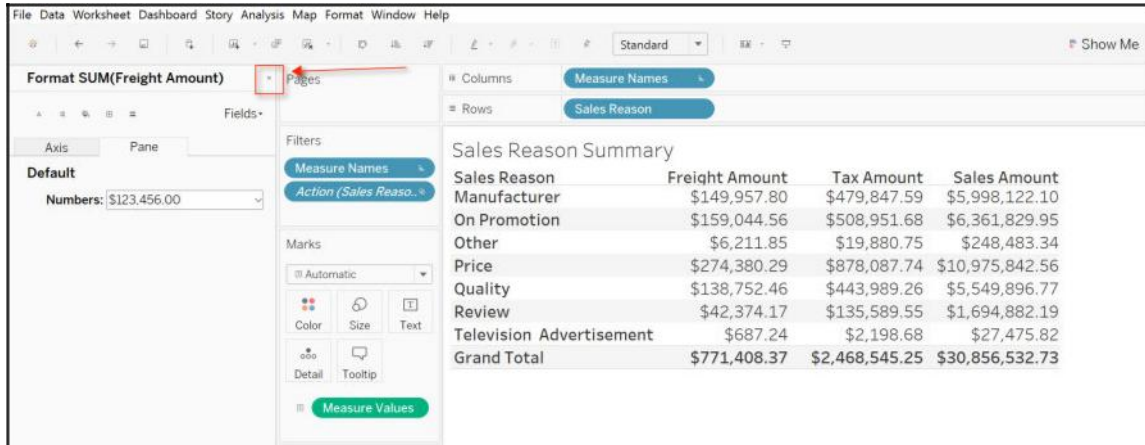 File Data Worksheet Dashboard Story Analysis Map Format Window Help
Standard
Show Me
Format SUM(Freight Amount)
Fields
Axis Pane
Default
Numbers: $123,456.00
Pages
Filters
Measure Names
Action (Sales Reaso..
Marks
Automatic
Color Size Text
Detail Tooltip
Measure Values
Columns Measure Names
Rows Sales Reason
Sales Reason Summary
Sales Reason Freight Amount Tax Amount Sales Amount
Manufacturer $149,957.80 $479,847.59 $5,998,122.10
On Promotion $159,044.56 $508,951.68 $6,361,829.95
Other $6,211.85 $19,880.75 $248,483.34
Price $274,380.29 $878,087.74 $10,975,842.56
Quality $138,752.46 $443,989.26 $5,549,896.77
Review $42,374.17 $135,589.55 $1,694,882.19
Television Advertisement $687.24 $2,198.68 $27,475.82
Grand Total $771,408.37 $2,468,545.25 $30,856,532.73